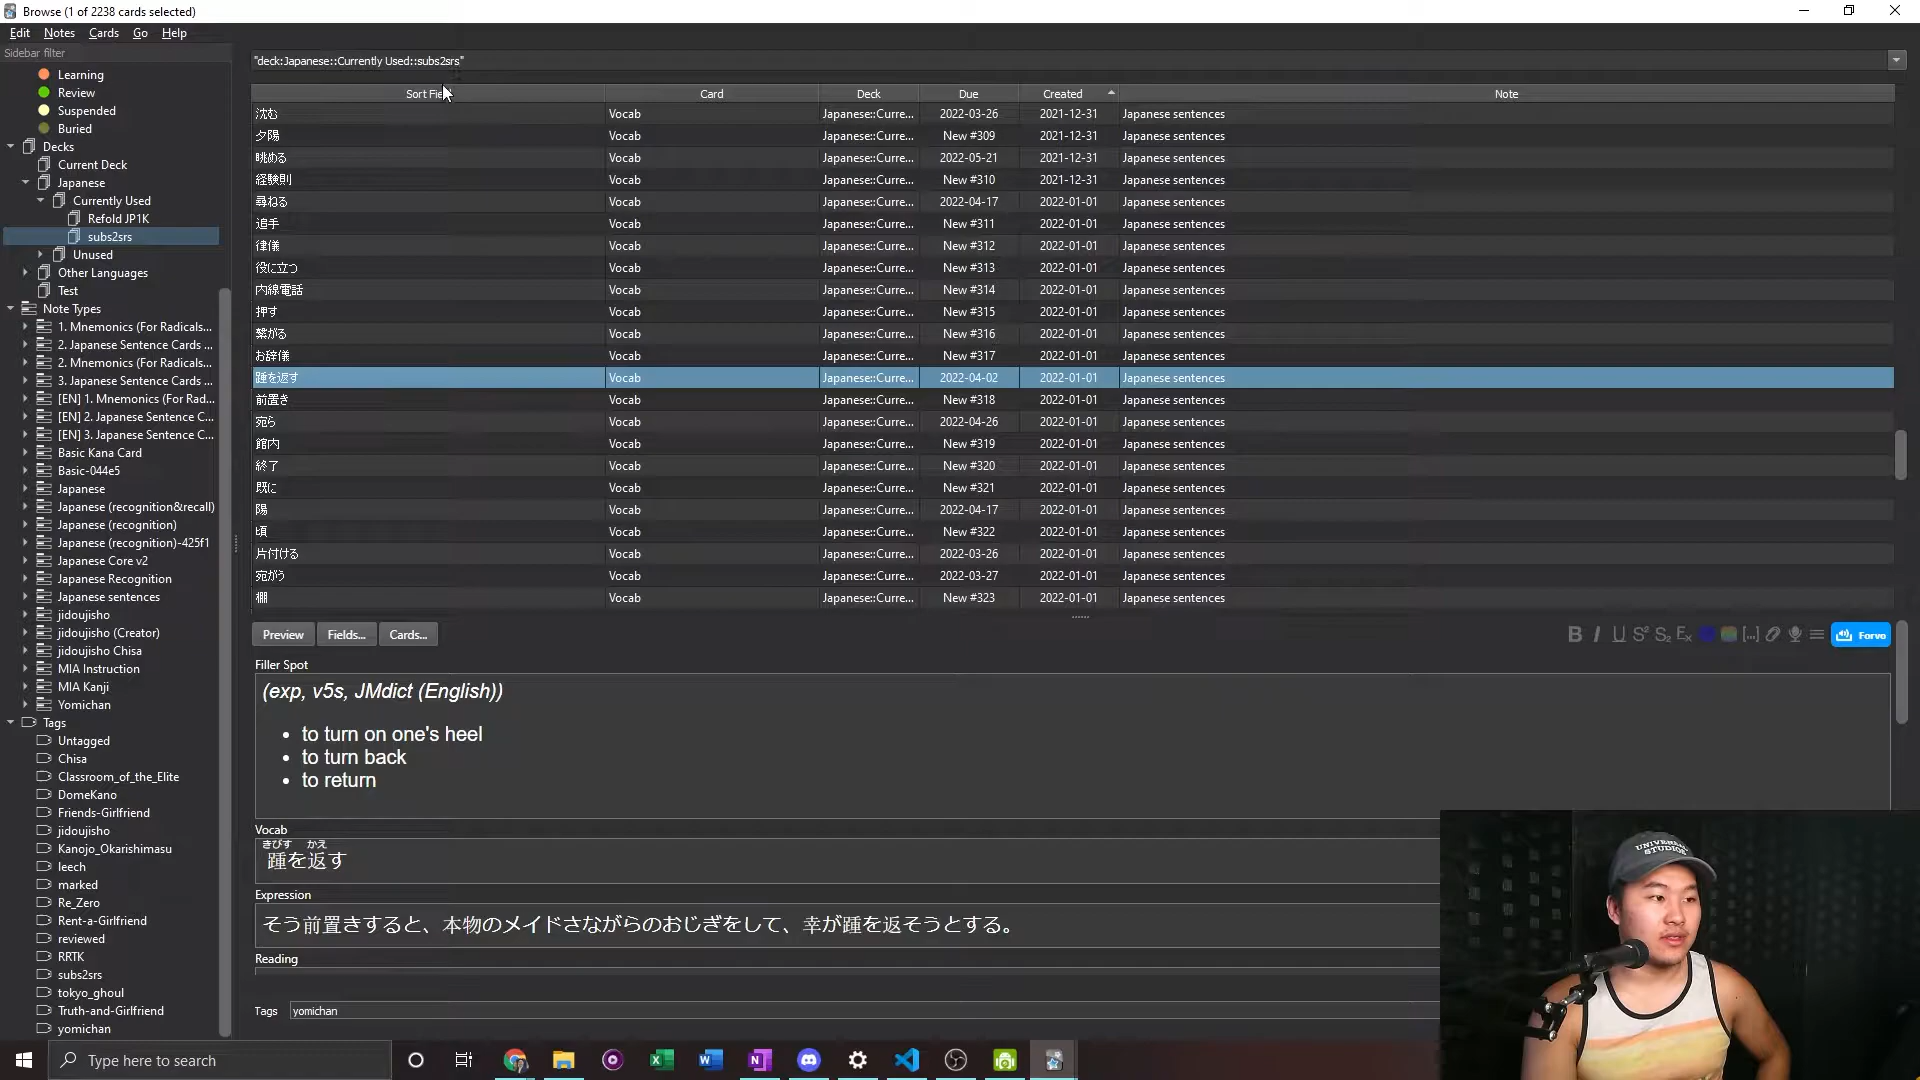 Browse (1 of 2238 cards selected)
Edit Notes Cards Go Help
Sidebar filter
Learning
Review
Suspended
Buried
Decks
Current Deck
Japanese
Currently Used
Refold JP1K
subs2srs
Unused
Other Languages
Test
Note Types
1. Mnemonics (For Radicals...
2. Japanese Sentence Cards ...
2. Mnemonics (For Radicals...
3. Japanese Sentence Cards ...
[EN] 1. Mnemonics (For Rad...
[EN] 2. Japanese Sentence C...
[EN] 3. Japanese Sentence C...
Basic Kana Card
Basic-044e5
Japanese
Japanese (recognition&recall)
Japanese (recognition)
Japanese (recognition)-425f1
Japanese Core v2
Japanese Recognition
Japanese sentences
jidoujisho
jidoujisho (Creator)
jidoujisho Chisa
MIA Instruction
MIA Kanji
Yomichan
Tags
Untagged
Chisa
Classroom_of_the_Elite
DomeKano
Friends-Girlfriend
jidoujisho
Kanojo_Okarishimasu
leech
marked
Re_Zero
Rent-a-Girlfriend
reviewed
RRTK
subs2srs
tokyo_ghoul
Truth-and-Girlfriend
yomichan
"deck:Japanese::Currently Used::subs2srs"
Sort Field Card Deck Due Created Note
沈む Vocab Japanese::Curre... 2022-03-26 2021-12-31 Japanese sentences
夕陽 Vocab Japanese::Curre... New #309 2021-12-31 Japanese sentences
眺める Vocab Japanese::Curre... 2022-05-21 2021-12-31 Japanese sentences
経験則 Vocab Japanese::Curre... New #310 2021-12-31 Japanese sentences
尋ねる Vocab Japanese::Curre... 2022-04-17 2022-01-01 Japanese sentences
追手 Vocab Japanese::Curre... New #311 2022-01-01 Japanese sentences
律儀 Vocab Japanese::Curre... New #312 2022-01-01 Japanese sentences
役に立つ Vocab Japanese::Curre... New #313 2022-01-01 Japanese sentences
内線電話 Vocab Japanese::Curre... New #314 2022-01-01 Japanese sentences
押す Vocab Japanese::Curre... New #315 2022-01-01 Japanese sentences
繋がる Vocab Japanese::Curre... New #316 2022-01-01 Japanese sentences
お辞儀 Vocab Japanese::Curre... New #317 2022-01-01 Japanese sentences
踵を返す Vocab Japanese::Curre... 2022-04-02 2022-01-01 Japanese sentences
前置き Vocab Japanese::Curre... New #318 2022-01-01 Japanese sentences
宛ら Vocab Japanese::Curre... 2022-04-26 2022-01-01 Japanese sentences
館内 Vocab Japanese::Curre... New #319 2022-01-01 Japanese sentences
終了 Vocab Japanese::Curre... New #320 2022-01-01 Japanese sentences
既に Vocab Japanese::Curre... New #321 2022-01-01 Japanese sentences
陽 Vocab Japanese::Curre... 2022-04-17 2022-01-01 Japanese sentences
頃 Vocab Japanese::Curre... New #322 2022-01-01 Japanese sentences
片付ける Vocab Japanese::Curre... 2022-03-26 2022-01-01 Japanese sentences
宛がう Vocab Japanese::Curre... 2022-03-27 2022-01-01 Japanese sentences
棚 Vocab Japanese::Curre... New #323 2022-01-01 Japanese sentences
Preview Fields... Cards... Forvo
Filler Spot
(exp, v5s, JMdict (English))
• to turn on one's heel
• to turn back
• to return
Vocab
きびす かえ
踵を返す
Expression
そう前置きすると、本物のメイドさながらのおじぎをして、幸が踵を返そうとする。
Reading
Tags yomichan
Type here to search
UNIVERSAL
STUDIOS